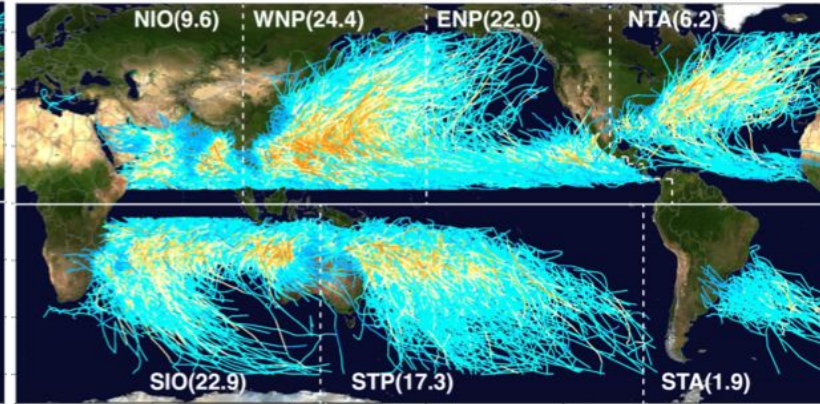 NIO(9.6) WNP(24.4) ENP(22.0) NTA(6.2)
SIO(22.9) STP(17.3) STA(1.9)